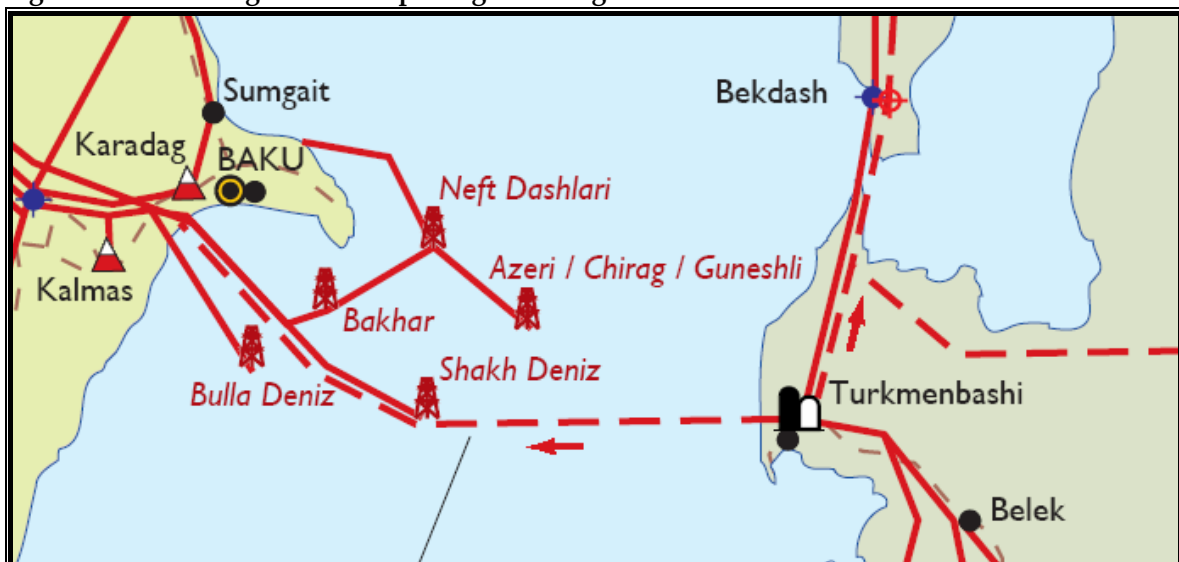 Sumgait
Bekdash
Karadag
BAKU
Neft Dashlari
Azeri / Chirag / Guneshli
Kalmas
Bakhar
Shakh Deniz
Bulla Deniz
Turkmenbashi
Belek